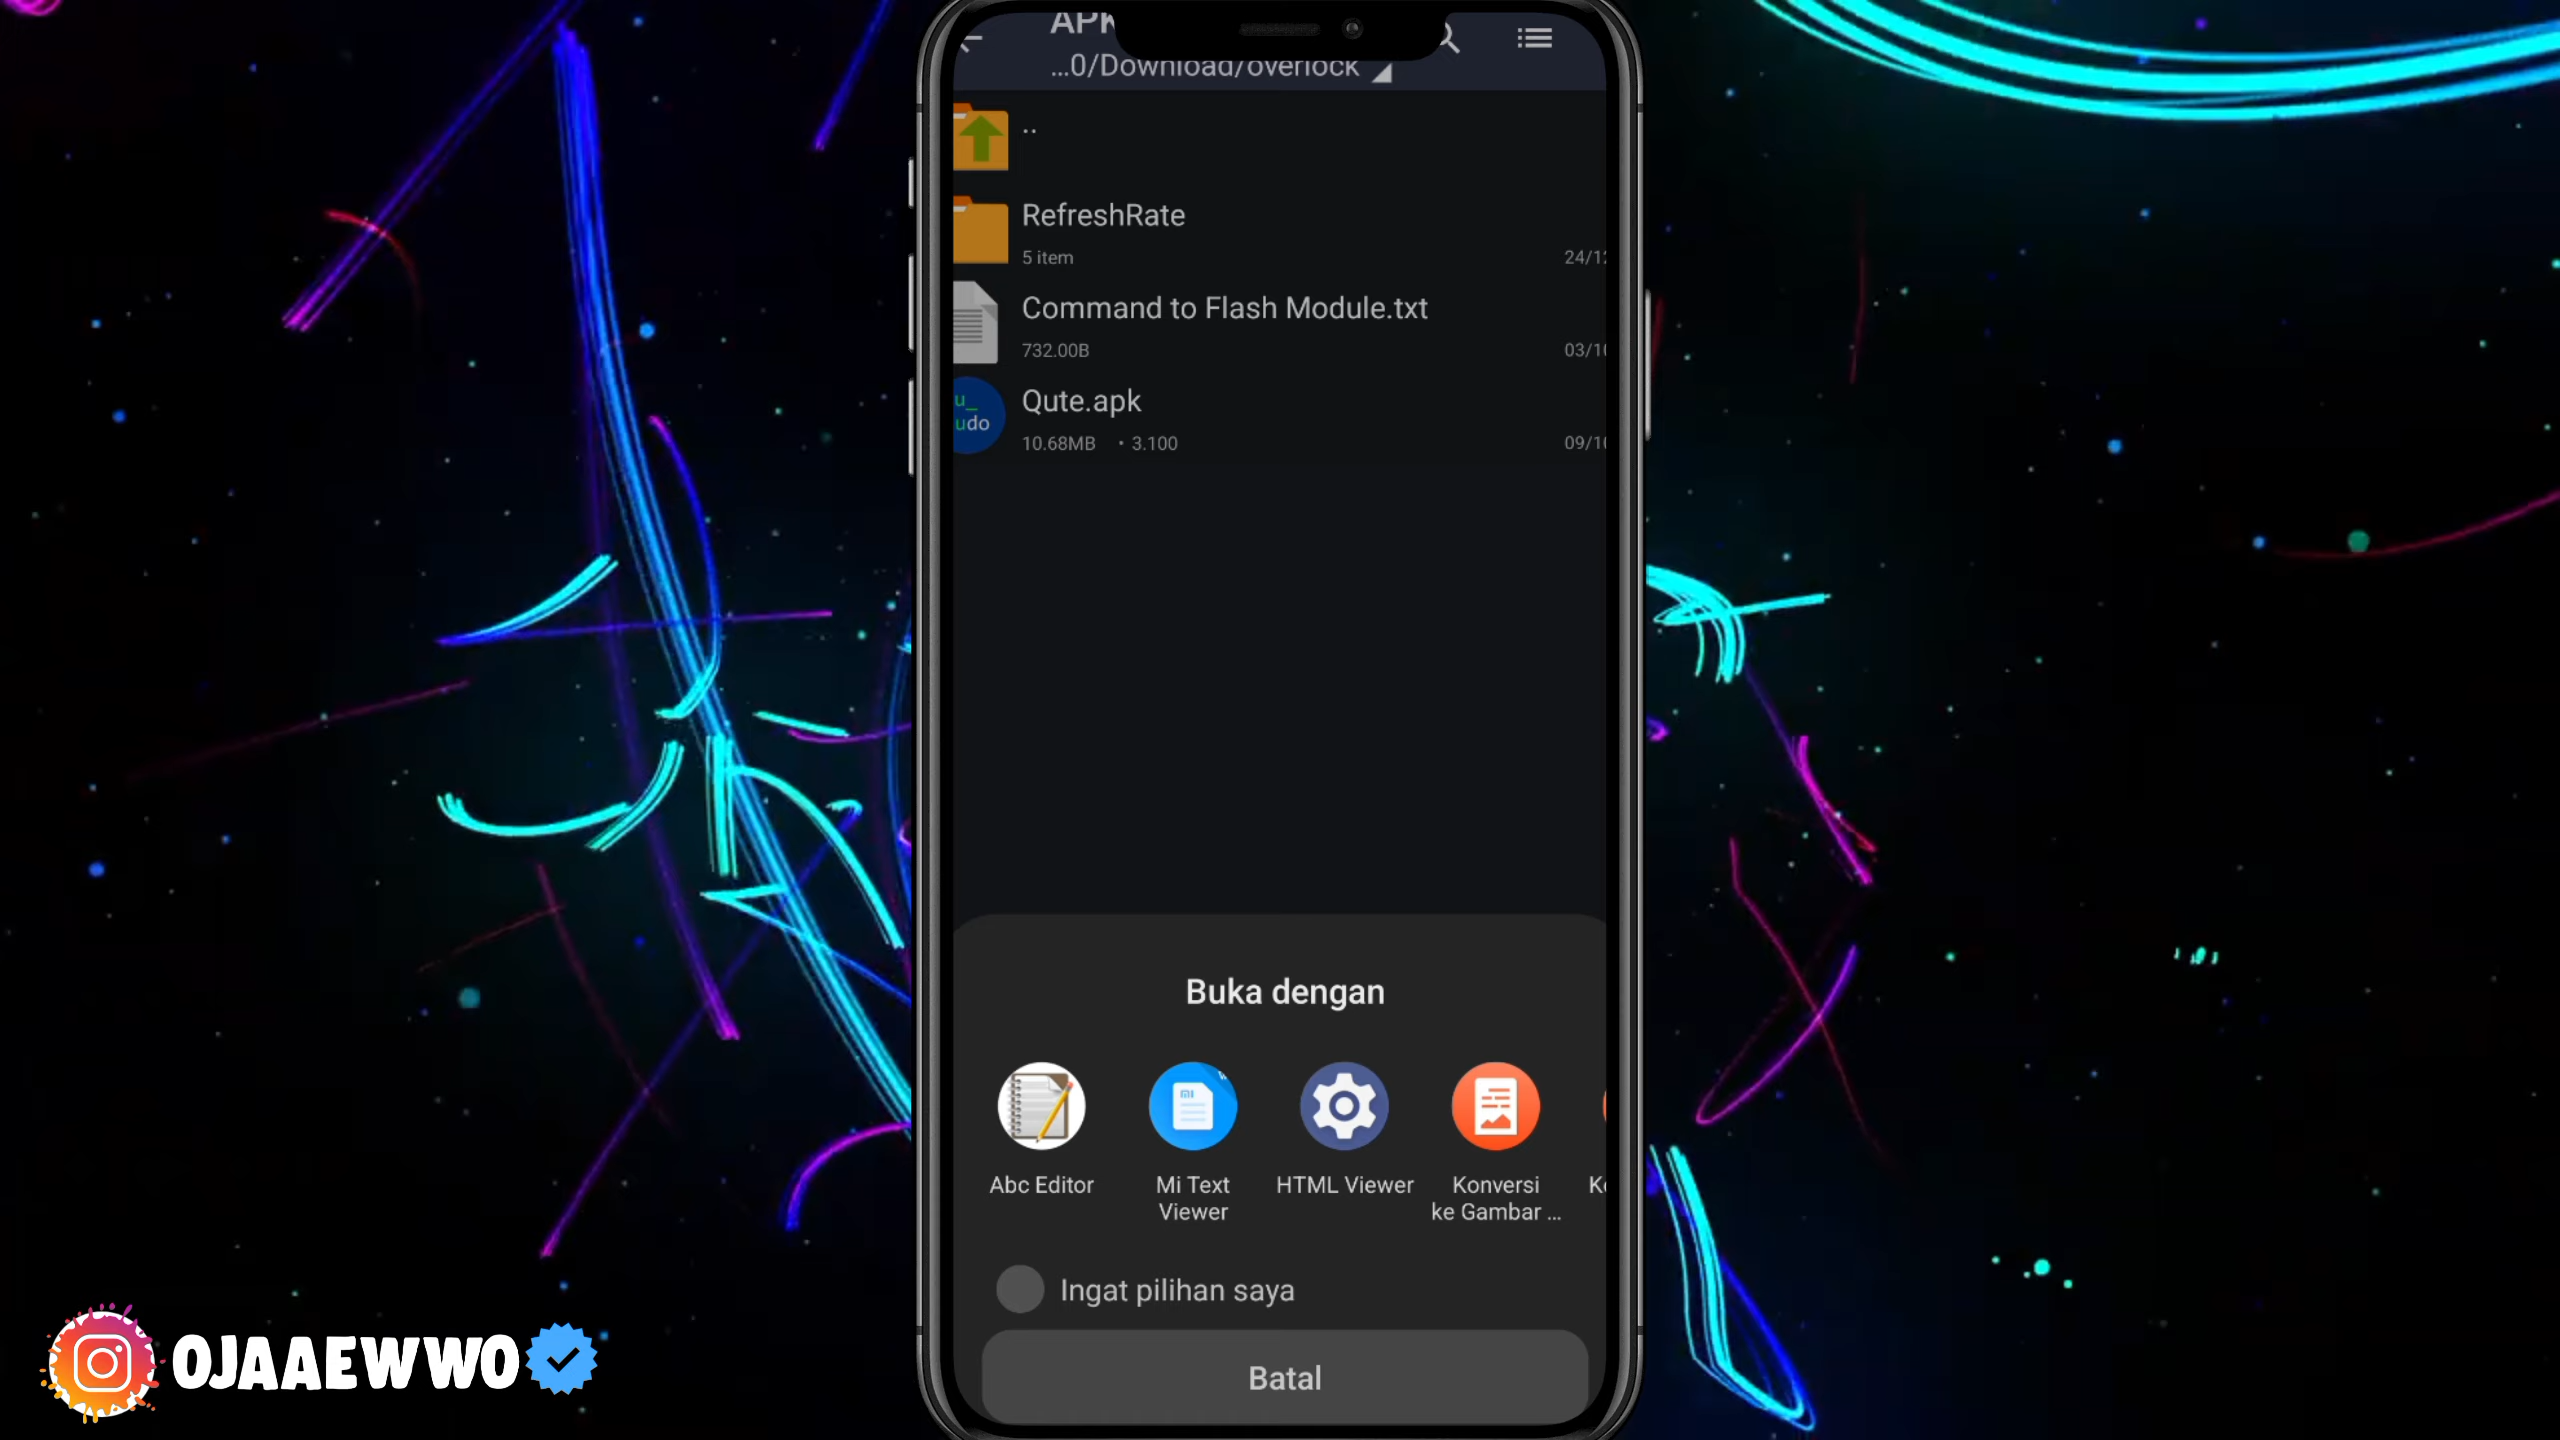 ...0/Download/overlock
..
RefreshRate
5 item
Command to Flash Module.txt
732.00B
Qute.apk
10.68MB • 3.100
Buka dengan
Abc Editor
Mi Text
Viewer
HTML Viewer
Konversi
ke Gambar ...
Ingat pilihan saya
Batal
OJAAEWWO